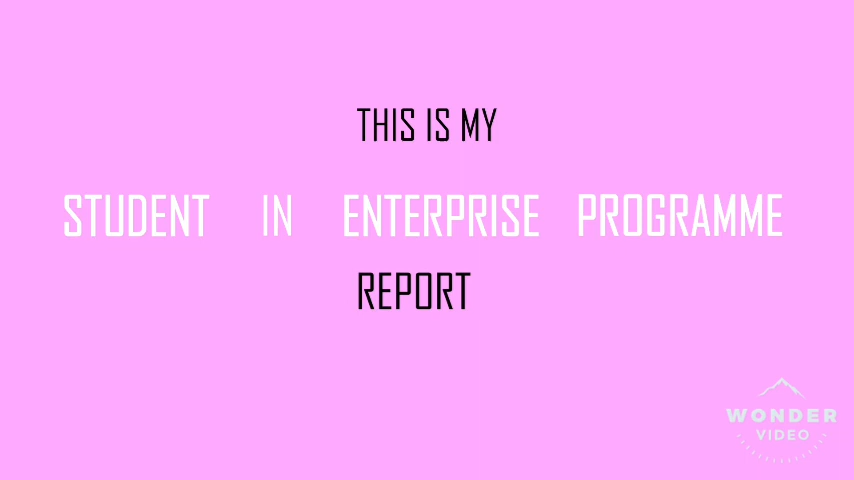 THIS IS MY
STUDENT IN ENTERPRISE PROGRAMME
REPORT
WONDER
VIDEO